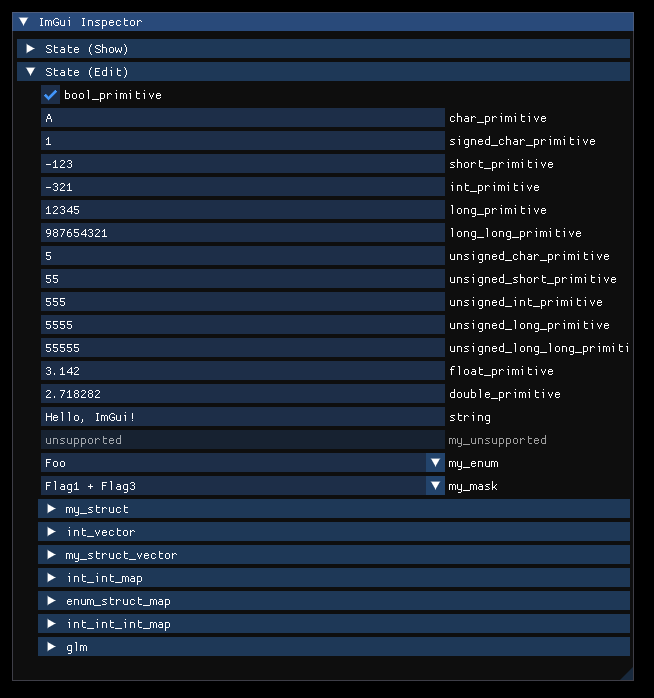 ImGui Inspector
State (Show)
State (Edit)
bool_primitive
A char_primitive
1 signed_char_primitive
-123 short_primitive
-321 int_primitive
12345 long_primitive
987654321 long_long_primitive
5 unsigned_char_primitive
55 unsigned_short_primitive
555 unsigned_int_primitive
5555 unsigned_long_primitive
55555 unsigned_long_long_primiti
3.142 float_primitive
2.718282 double_primitive
Hello, ImGui! string
unsupported my_unsupported
Foo my_enum
Flag1 + Flag3 my_mask
my_struct
int_vector
my_struct_vector
int_int_map
enum_struct_map
int_int_int_map
glm